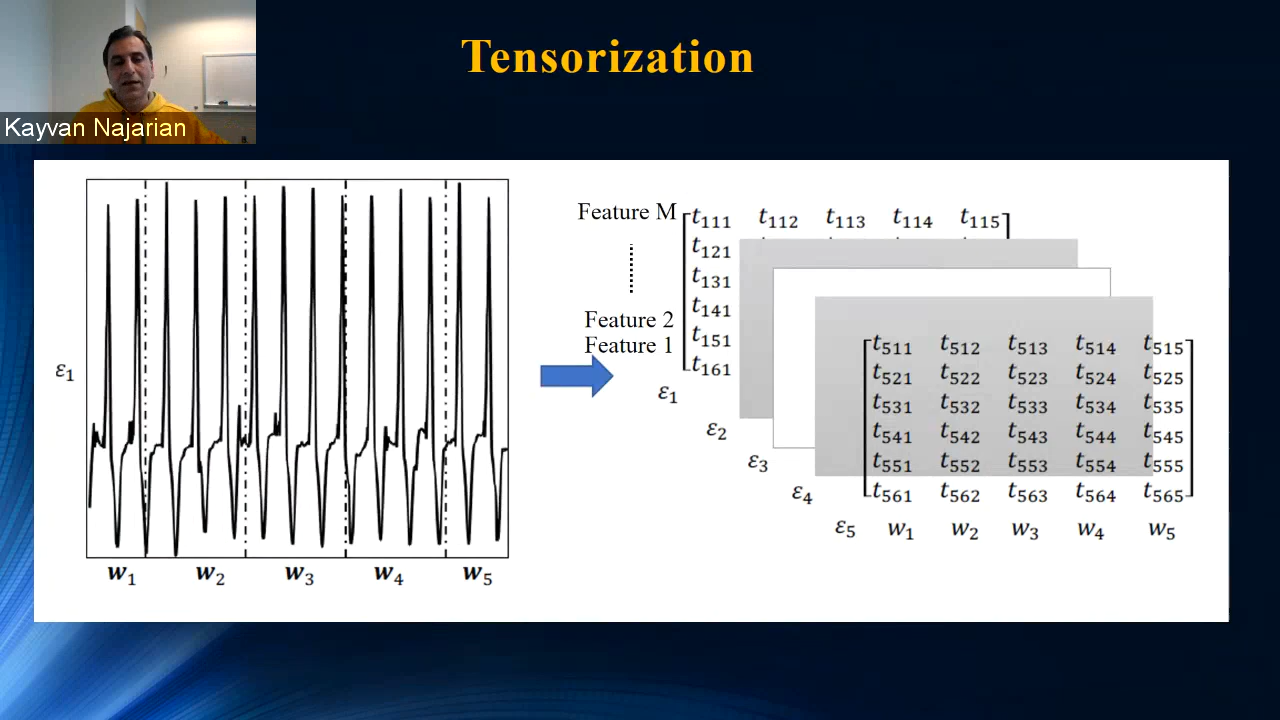 Tensorization
Kayvan Najarian
ε₁
w₁ w₂ w₃ w₄ w₅
Feature M
Feature 2
Feature 1
t₁₁₁ t₁₁₂ t₁₁₃ t₁₁₄ t₁₁₅
t₁₂₁
t₁₃₁
t₁₄₁
t₁₅₁
t₁₆₁
ε₁
ε₂
ε₃
ε₄
ε₅
t₅₁₁ t₅₁₂ t₅₁₃ t₅₁₄ t₅₁₅
t₅₂₁ t₅₂₂ t₅₂₃ t₅₂₄ t₅₂₅
t₅₃₁ t₅₃₂ t₅₃₃ t₅₃₄ t₅₃₅
t₅₄₁ t₅₄₂ t₅₄₃ t₅₄₄ t₅₄₅
t₅₅₁ t₅₅₂ t₅₅₃ t₅₅₄ t₅₅₅
t₅₆₁ t₅₆₂ t₅₆₃ t₅₆₄ t₅₆₅
w₁ w₂ w₃ w₄ w₅